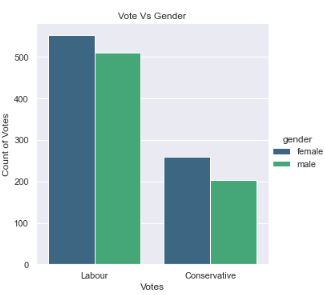 Vote Vs Gender
Count of Votes
500
400
300
200
100
0
Labour
Conservative
Votes
gender
female
male